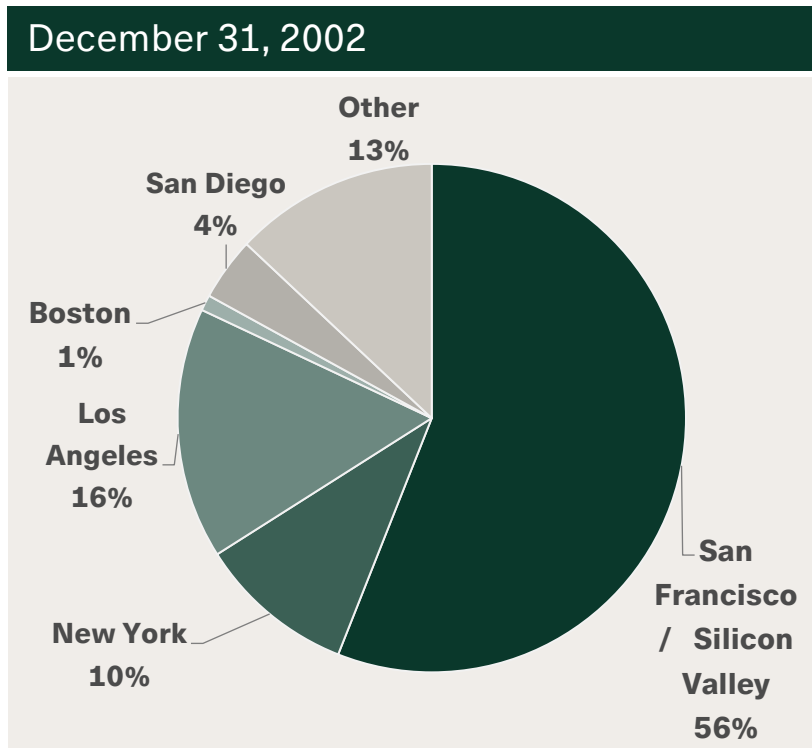 December 31, 2002
Other
13%
San Diego
4%
Boston
1%
Los
Angeles
16%
New York
10%
San
Francisco
/ Silicon
Valley
56%